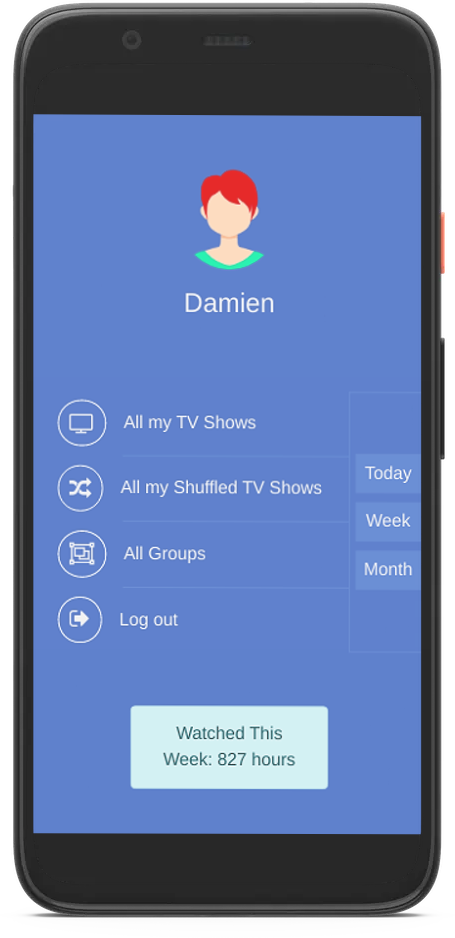 Damien
All my TV Shows
All my Shuffled TV Shows
All Groups
Log out
Today
Week
Month
Watched This
Week: 827 hours